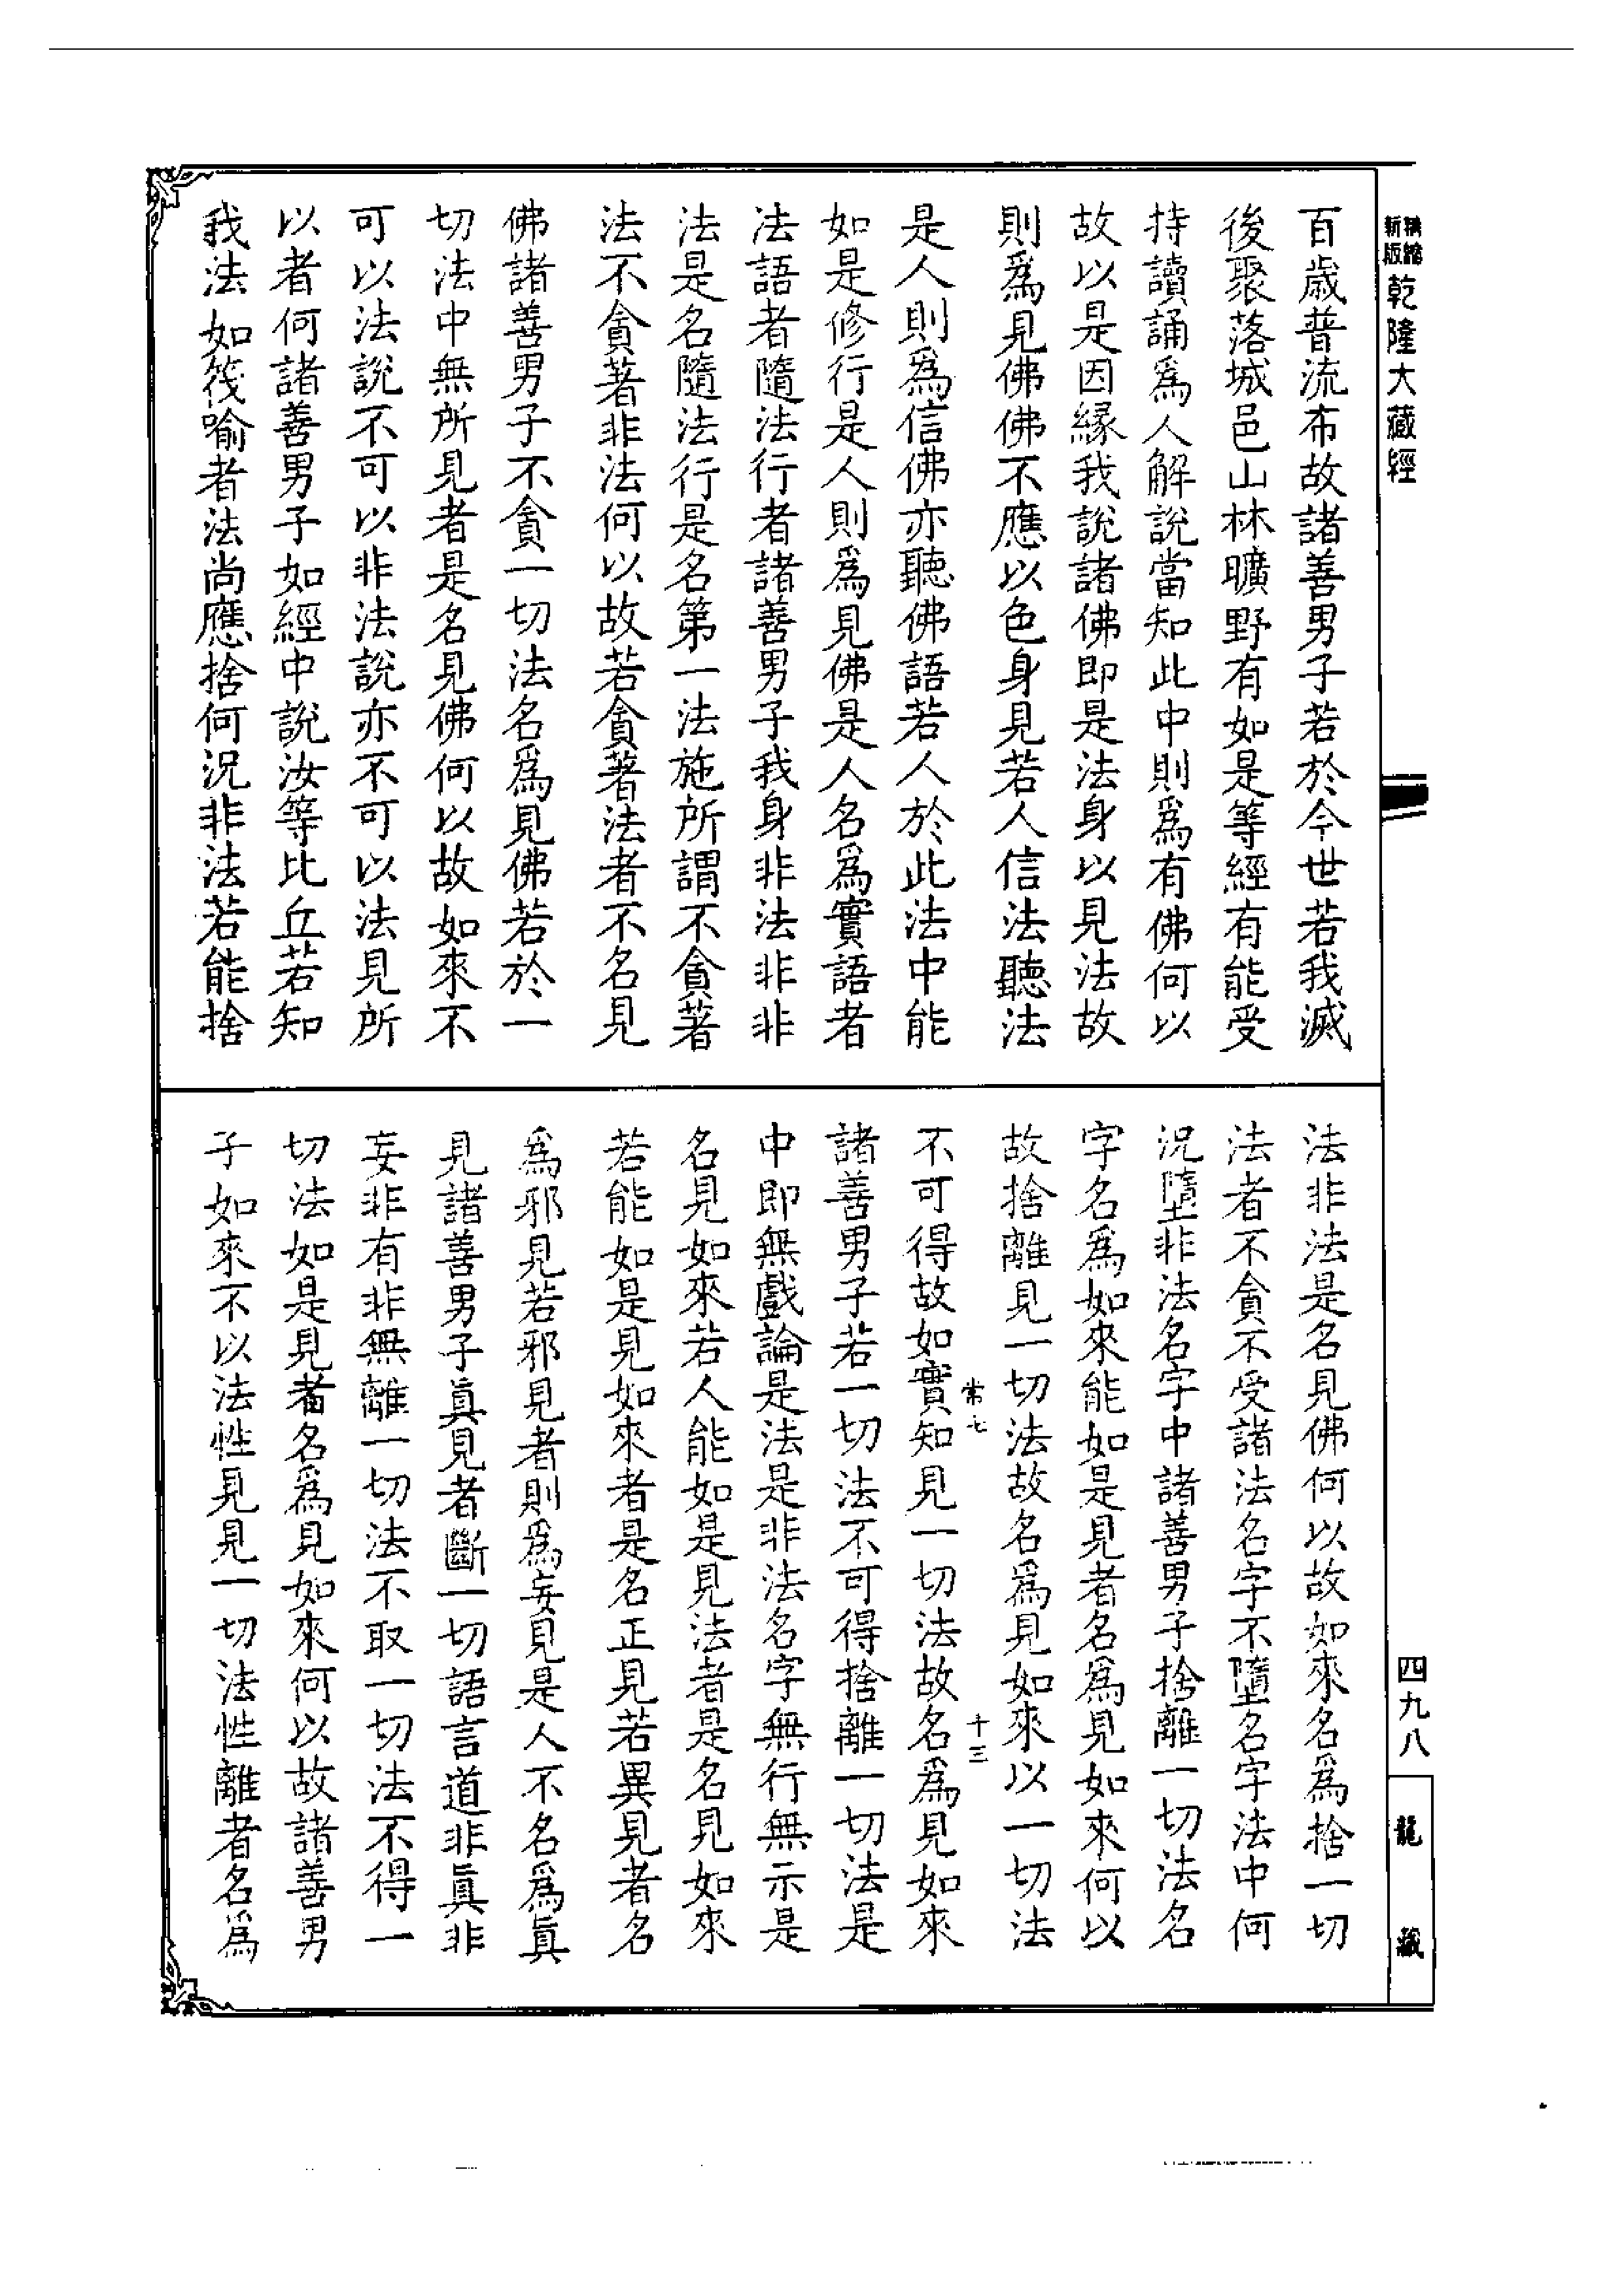 精縮新版乾隆大藏經
百歲普流布故諸善男子若於今世若我滅
後聚落城邑山林曠野有如是等經有能受
持讀誦爲人解說當知此中則爲有佛何以
故以是因緣我說諸佛即是法身以見法故
則爲見佛佛不應以色身見若人信法聽法
是人則爲信佛亦聽佛語若人於此法中能
如是修行是人則爲見佛是人名爲實語者
法語者隨法行者諸善男子我身非法非非
法是名隨法行是名第一法施所謂不貪著
法不貪著非法何以故若貪著法者不名見
佛諸善男子不貪一切法名爲見佛若於一
切法中無所見者是名見佛何以故如來不
可以法說不可以非法說亦不可以法見所
以者何諸善男子如經中說汝等比丘若知
我法如筏喻者法尚應捨何況非法若能捨
法非法是名見佛何以故如來名爲捨一切
法者不貪不受諸法名字不墮名字法中何
況墮非法名字中諸善男子捨離一切法名
字名爲如來能如是見者名爲見如來何以
故捨離見一切法故名爲見如來以一切法
常七
十三
不可得故如實知見一切法故名爲見如來
諸善男子若一切法不可得捨離一切法是
中即無戲論是法是非法名字無行無示是
名見如來若人能如是見法者是名見如來
若能如是見如來者是名正見若異見者名
爲邪見若邪見者則爲妄見是人不名爲眞
見諸善男子眞見者斷一切語言道非眞非
妄非有非無離一切法不取一切法不得一
切法如是見者名爲見如來何以故諸善男
子如來不以法性見見一切法性離者名爲
四九八
龍藏